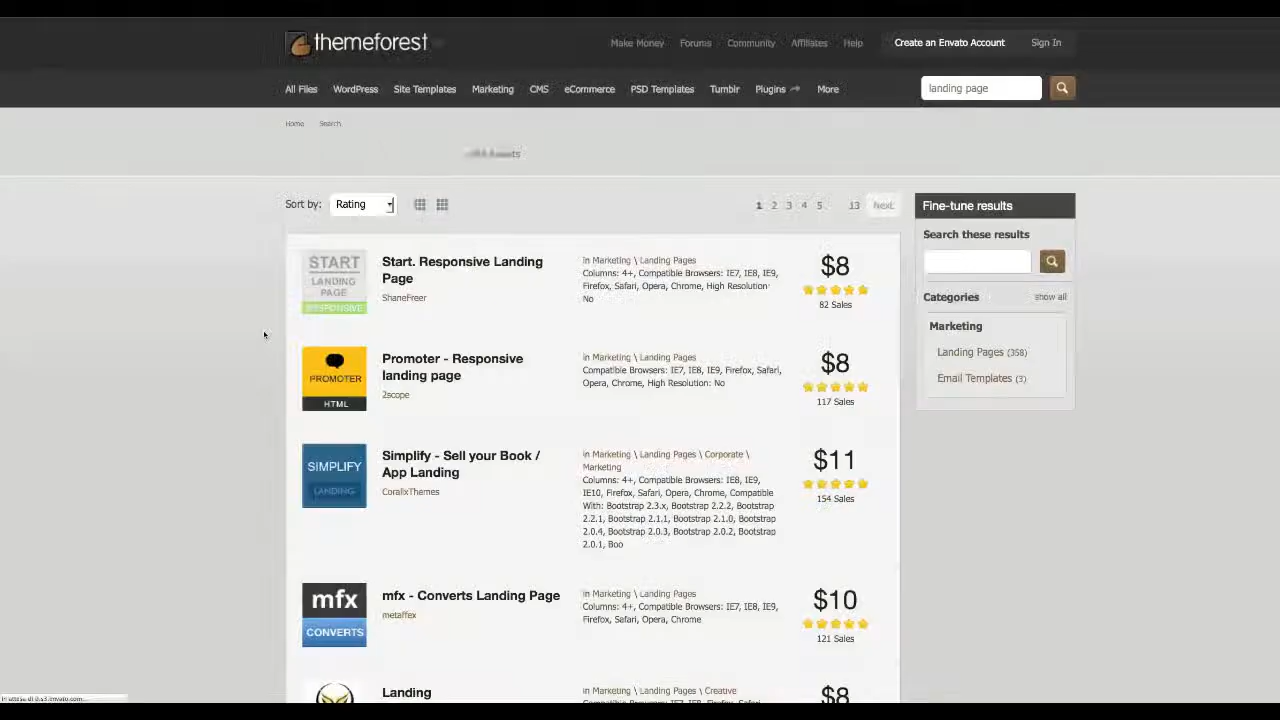 themeforest
Make Money Forums Community Affiliates Help Create an Envato Account Sign In
All Files WordPress Site Templates Marketing CMS eCommerce PSD Templates Tumblr Plugins More
landing page
Home Search
Sort by: Rating
1 2 3 4 5 13 Next
Fine-tune results
Search these results
Categories show all
Marketing
Landing Pages (358)
Email Templates (3)
START
LANDING
PAGE
RESPONSIVE
Start. Responsive Landing
Page
ShaneFreer
in Marketing \ Landing Pages
Columns: 4+, Compatible Browsers: IE7, IE8, IE9,
Firefox, Safari, Opera, Chrome, High Resolution:
No
$8
82 Sales
PROMOTER
HTML
Promoter - Responsive
landing page
2scope
in Marketing \ Landing Pages
Compatible Browsers: IE7, IE8, IE9, Firefox, Safari,
Opera, Chrome, High Resolution: No
$8
117 Sales
SIMPLIFY
LANDING
Simplify - Sell your Book /
App Landing
CoralixThemes
in Marketing \ Landing Pages \ Corporate \
Marketing
Columns: 4+, Compatible Browsers: IE8, IE9,
IE10, Firefox, Safari, Opera, Chrome, Compatible
With: Bootstrap 2.3.x, Bootstrap 2.2.2, Bootstrap
2.2.1, Bootstrap 2.1.1, Bootstrap 2.1.0, Bootstrap
2.0.4, Bootstrap 2.0.3, Bootstrap 2.0.2, Bootstrap
2.0.1, Boo
$11
154 Sales
mfx
CONVERTS
mfx - Converts Landing Page
metaffex
in Marketing \ Landing Pages
Columns: 4+, Compatible Browsers: IE7, IE8, IE9,
Firefox, Safari, Opera, Chrome
$10
121 Sales
Landing
in Marketing \ Landing Pages \ Creative
$8